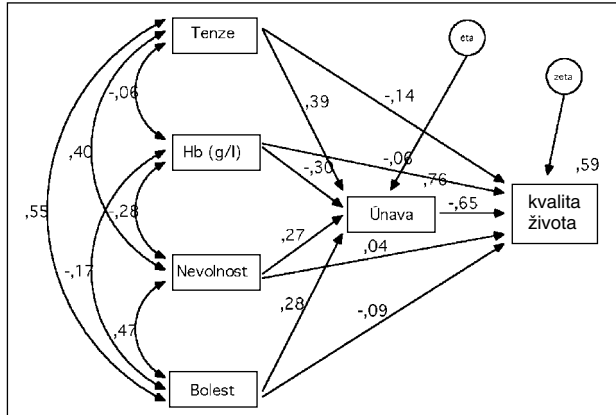 Tenze
eta
zeta
-,06
,39
-,14
,40
Hb (g/l)
-,06
,76
,59
-,30
,55
-,28
Únava
-,65
kvalita
života
-,17
,27
Nevolnost
,04
,28
-,09
,47
Bolest